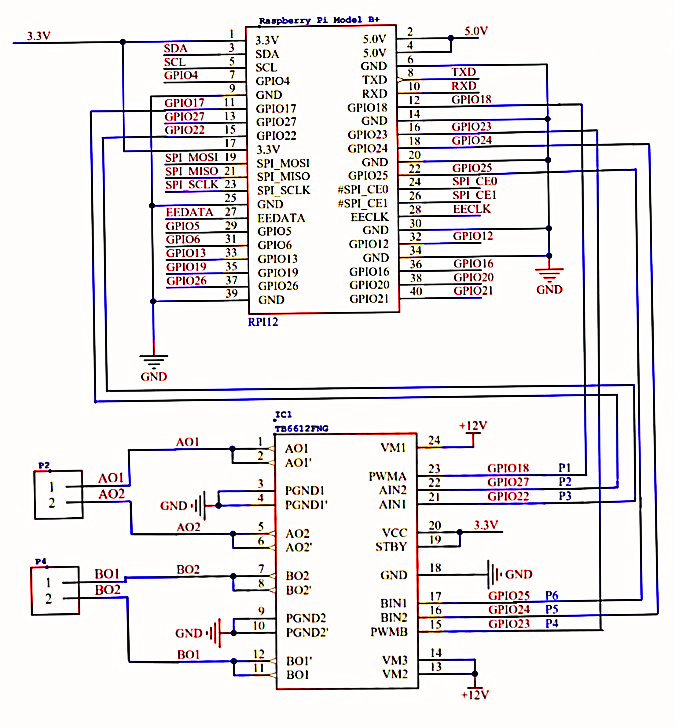 Raspberry Pi Model B+
3.3V 1 3.3V 5.0V 2 5.0V
SDA 3 SDA 5.0V 4
SCL 5 SCL GND 6
GPIO4 7 GPIO4 TXD 8 TXD
9 GND RXD 10 RXD
GPIO17 11 GPIO17 GPIO18 12 GPIO18
GPIO27 13 GPIO27 GND 14
GPIO22 15 GPIO22 GPIO23 16 GPIO23
17 3.3V GPIO24 18 GPIO24
SPI_MOSI 19 SPI_MOSI GND 20
SPI_MISO 21 SPI_MISO GPIO25 22 GPIO25
SPI_SCLK 23 SPI_SCLK #SPI_CE0 24 SPI_CE0
25 GND #SPI_CE1 26 SPI_CE1
EEDATA 27 EEDATA EECLK 28 EECLK
GPIO5 29 GPIO5 GND 30
GPIO6 31 GPIO6 GPIO12 32 GPIO12
GPIO13 33 GPIO13 GND 34
GPIO19 35 GPIO19 GPIO16 36 GPIO16
GPIO26 37 GPIO26 GPIO20 38 GPIO20
39 GND GPIO21 40 GPIO21
GND
RPI12
GND
IC1
TB6612FNG
+12V
AO1 1 AO1 VM1 24
2 AO1'
P2
1 AO1
2 AO2
3 PGND1 PWMA 23 GPIO18 P1
GND 4 PGND1' AIN2 22 GPIO27 P2
AIN1 21 GPIO22 P3
AO2 5 AO2 VCC 20 3.3V
6 AO2' STBY 19
P4
1 BO1
2 BO2
BO2 7 BO2 GND 18 GND
8 BO2'
BIN1 17 GPIO25 P6
9 PGND2 BIN2 16 GPIO24 P5
GND 10 PGND2' PWMB 15 GPIO23 P4
BO1 12 BO1' VM3 14
11 BO1 VM2 13
+12V